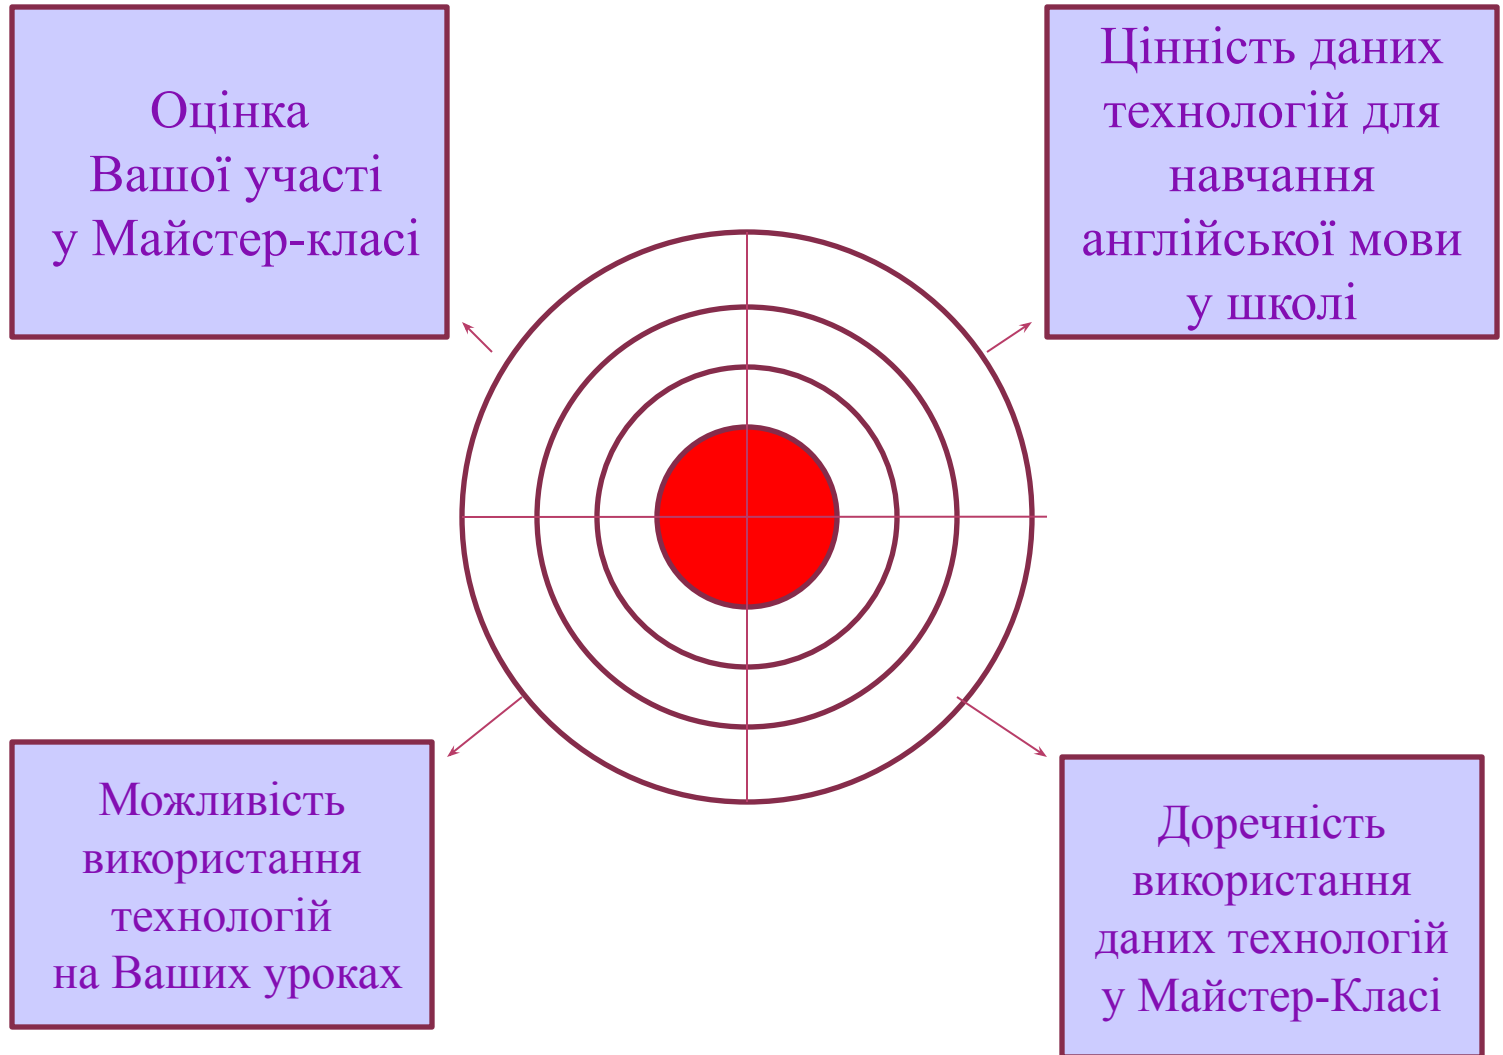 Оцінка
Вашої участі
у Майстер-класі
Цінність даних
технологій для
навчання
англійської мови
у школі
Можливість
використання
технологій
на Ваших уроках
Доречність
використання
даних технологій
у Майстер-Класі